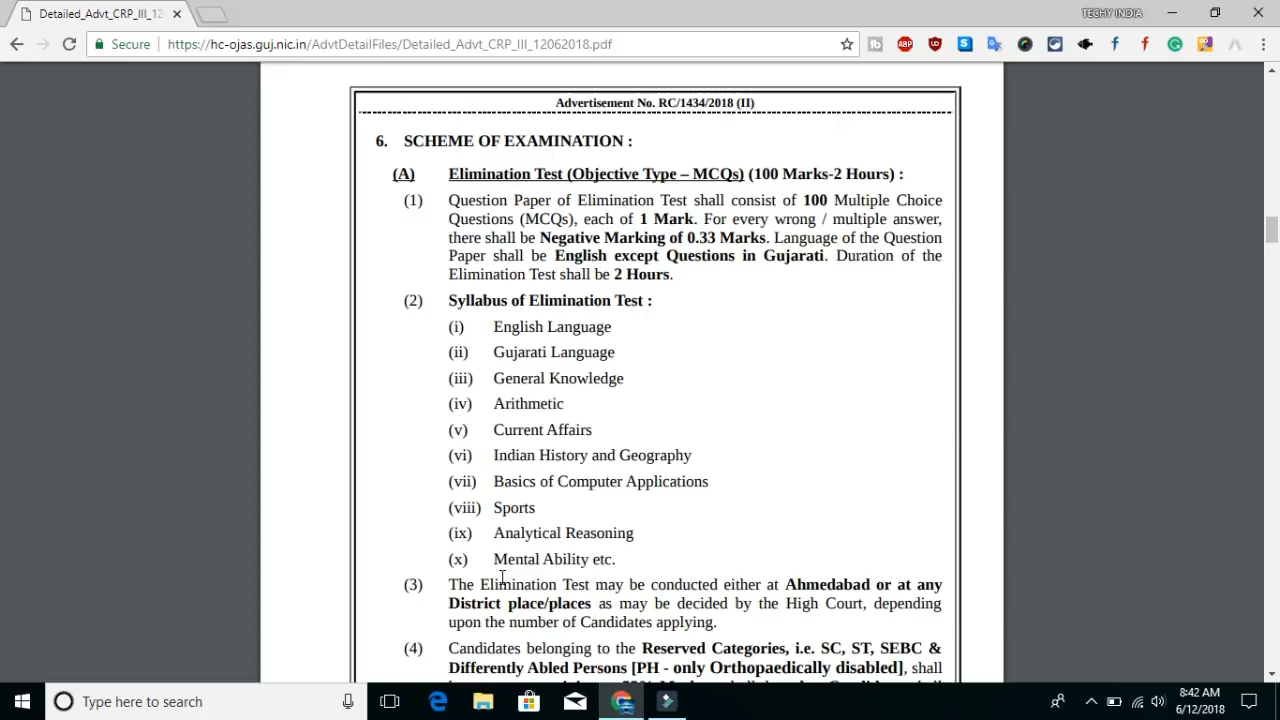 Detailed_Advt_CRP_III_12
TECHY INDIA
Secure https://hc-ojas.guj.nic.in/AdvtDetailFiles/Detailed_Advt_CRP_III_12062018.pdf
Advertisement No. RC/1434/2018 (II)
6. SCHEME OF EXAMINATION :
(A) Elimination Test (Objective Type – MCQs) (100 Marks-2 Hours) :
(1) Question Paper of Elimination Test shall consist of 100 Multiple Choice
Questions (MCQs), each of 1 Mark. For every wrong / multiple answer,
there shall be Negative Marking of 0.33 Marks. Language of the Question
Paper shall be English except Questions in Gujarati. Duration of the
Elimination Test shall be 2 Hours.
(2) Syllabus of Elimination Test :
(i) English Language
(ii) Gujarati Language
(iii) General Knowledge
(iv) Arithmetic
(v) Current Affairs
(vi) Indian History and Geography
(vii) Basics of Computer Applications
(viii) Sports
(ix) Analytical Reasoning
(x) Mental Ability etc.
(3) The Elimination Test may be conducted either at Ahmedabad or at any
District place/places as may be decided by the High Court, depending
upon the number of Candidates applying.
(4) Candidates belonging to the Reserved Categories, i.e. SC, ST, SEBC &
Differently Abled Persons [PH - only Orthopaedically disabled], shall
Type here to search
8:42 AM
6/12/2018